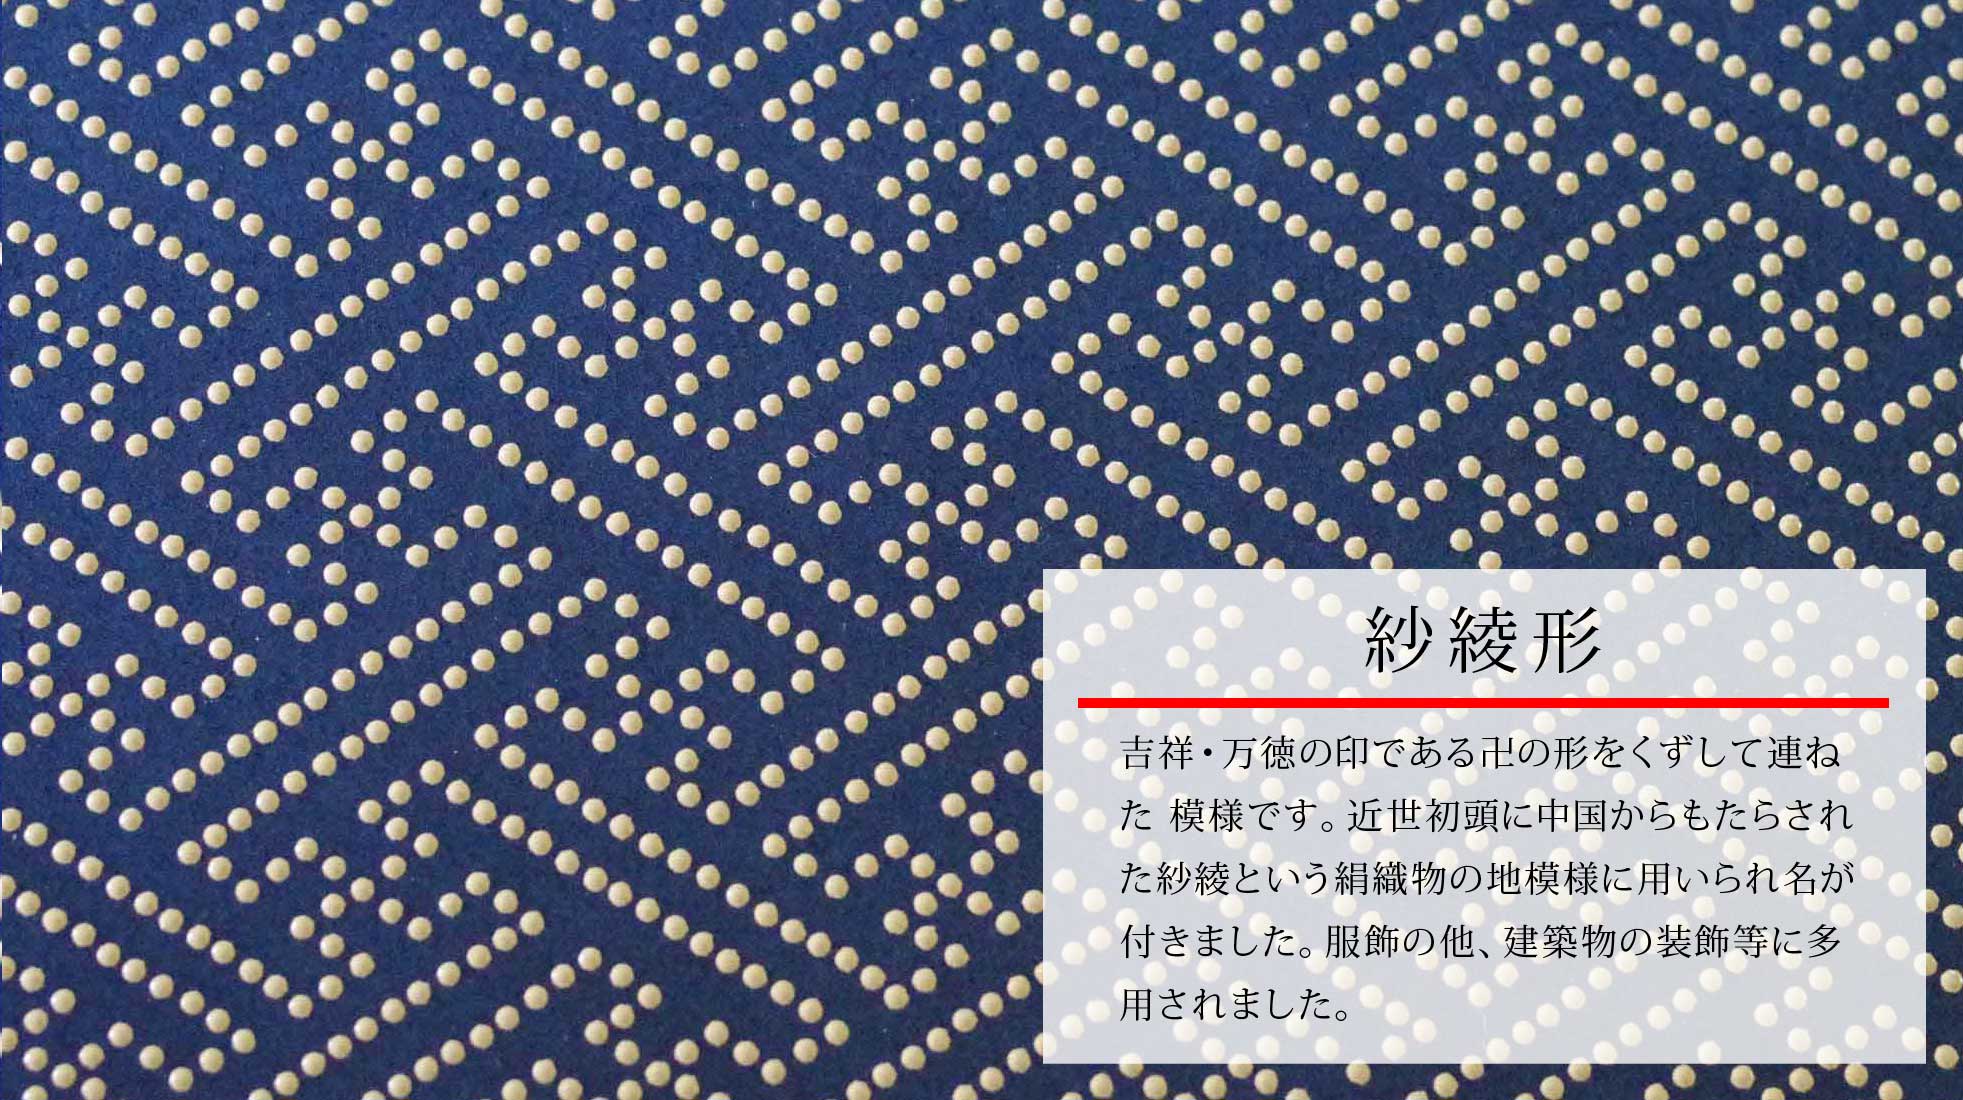 紗綾形
吉祥・万徳の印である卍の形をくずして連ね
た 模様です。近世初頭に中国からもたらされ
た紗綾という絹織物の地模様に用いられ名が
付きました。服飾の他、建築物の装飾等に多
用されました。